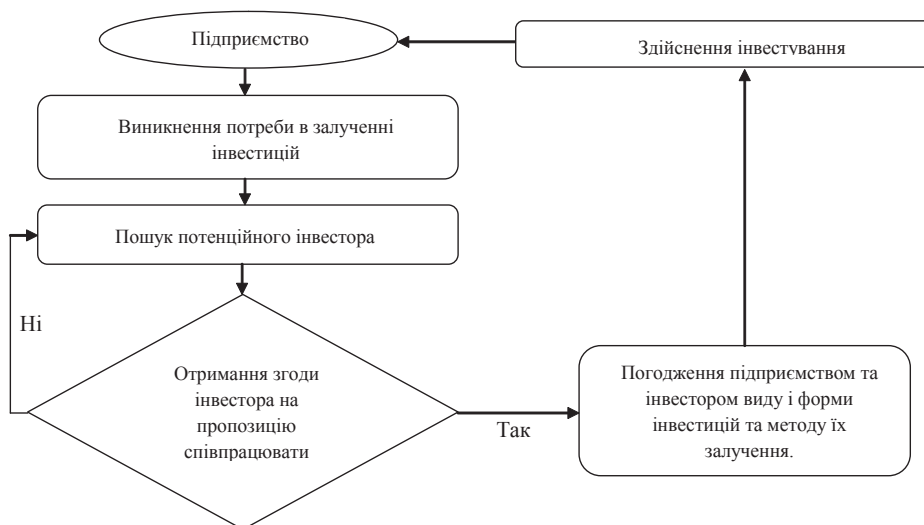 Підприємство
Здійснення інвестування
Виникнення потреби в залученні
інвестицій
Пошук потенційного інвестора
Ні
Отримання згоди
інвестора на
пропозицію
співпрацювати
Так
Погодження підприємством та
інвестором виду і форми
інвестицій та методу їх
залучення.